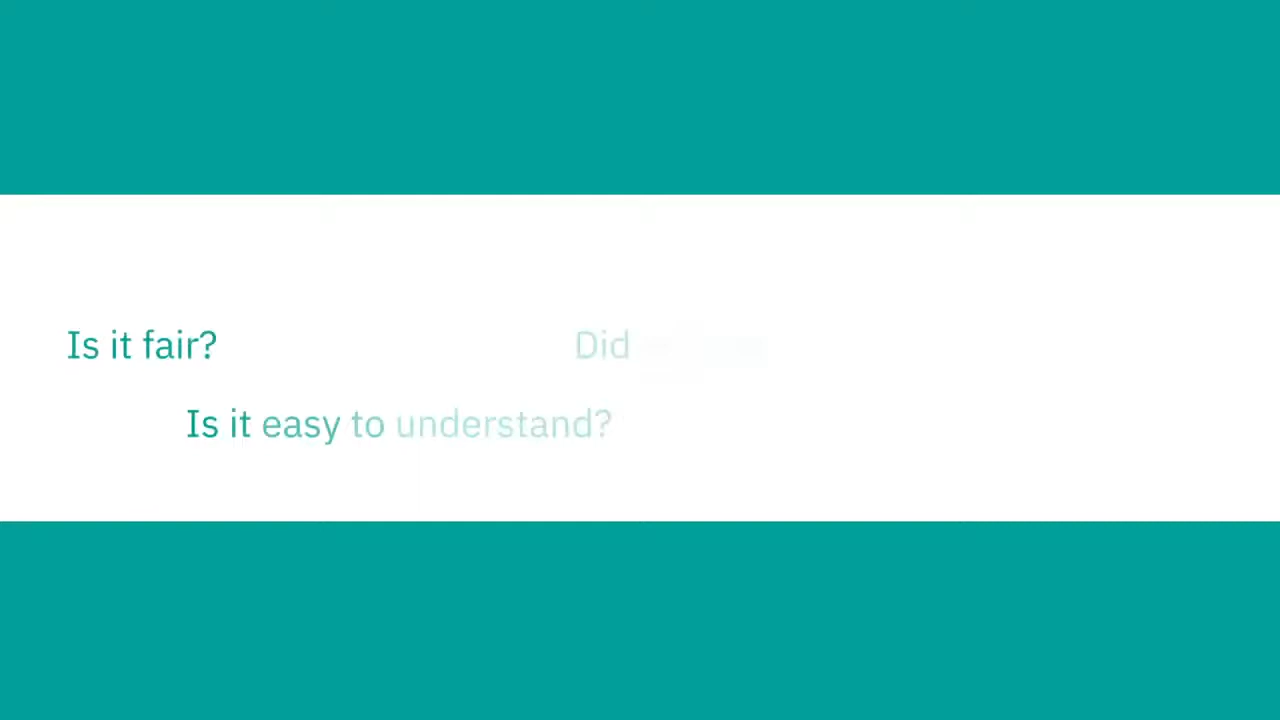 Is it fair?
Did
Is it easy to understand?